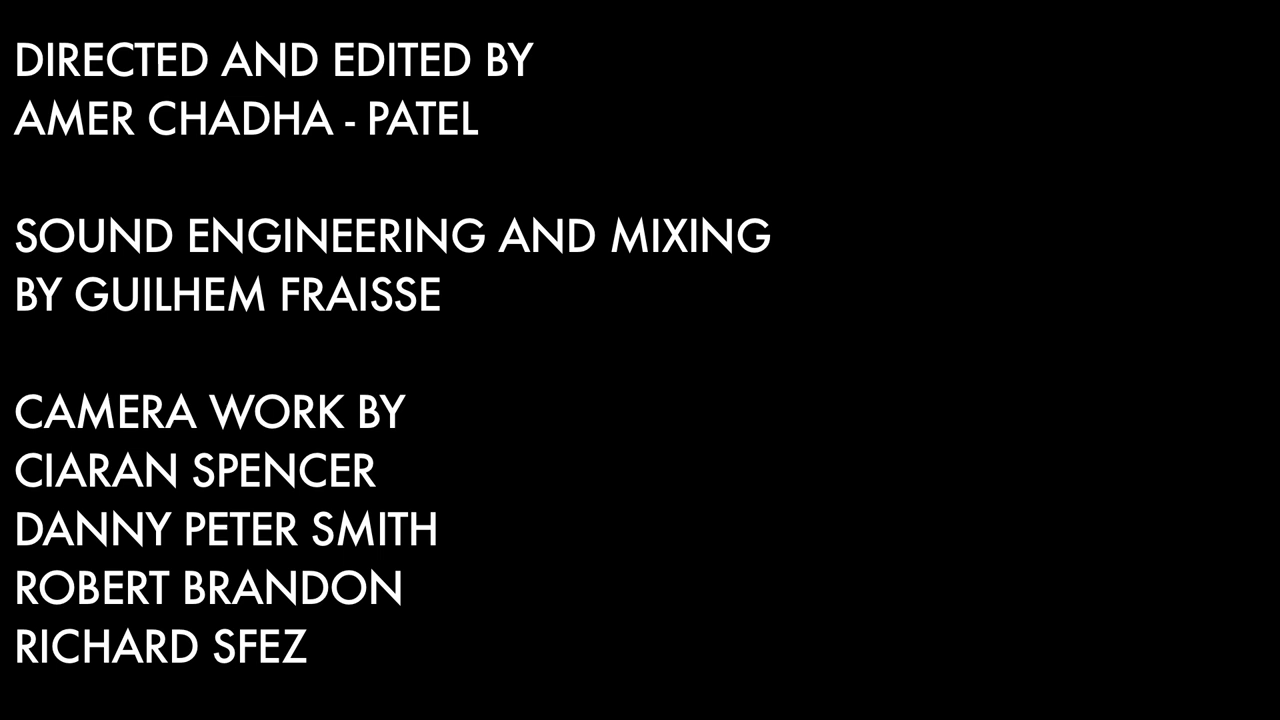 DIRECTED AND EDITED BY
AMER CHADHA - PATEL
SOUND ENGINEERING AND MIXING
BY GUILHEM FRAISSE
CAMERA WORK BY
CIARAN SPENCER
DANNY PETER SMITH
ROBERT BRANDON
RICHARD SFEZ